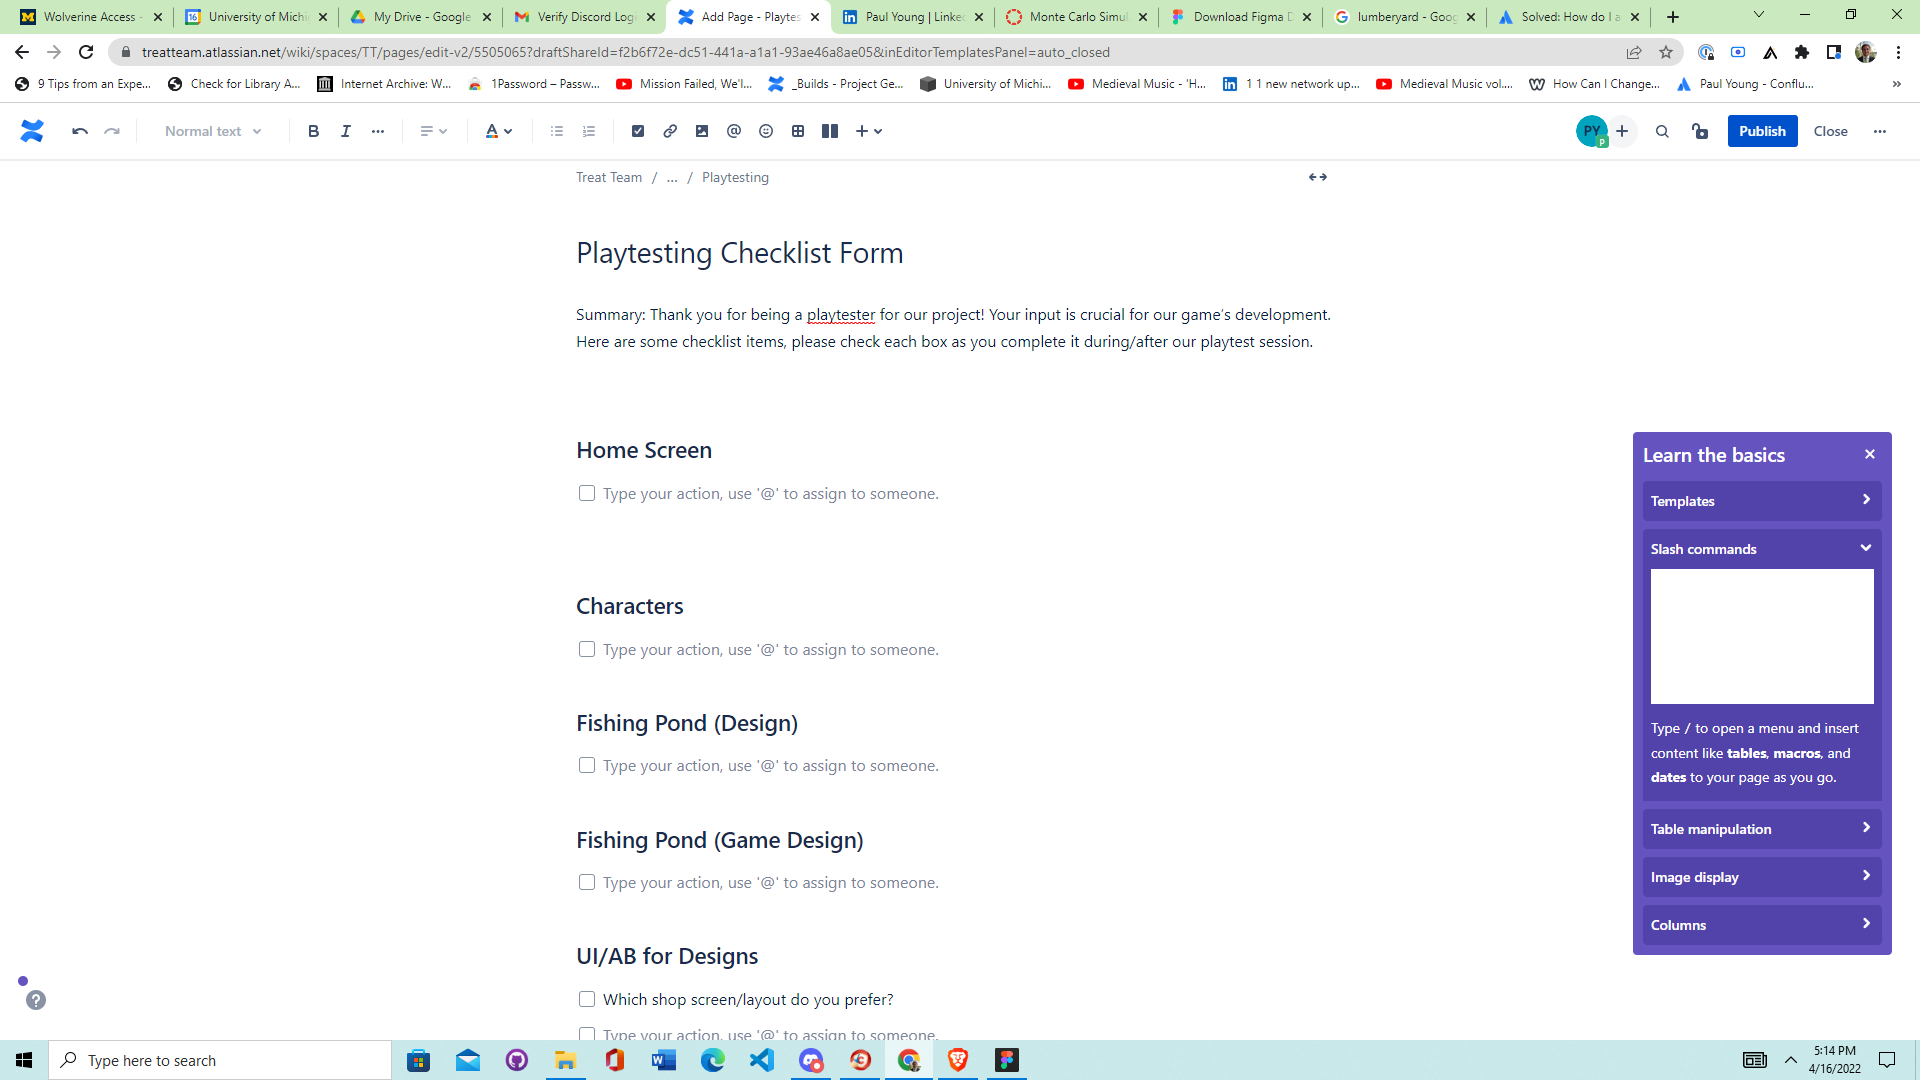 Wolverine Access -
University of Michi
My Drive - Google
Verify Discord Logi
Add Page - Playtes
Paul Young | Linke
Monte Carlo Simul
Download Figma D
lumberyard - Goog
Solved: How do I a
treatteam.atlassian.net/wiki/spaces/TT/pages/edit-v2/5505065?draftShareId=f2b6f72e-dc51-441a-a1a1-93ae46a8ae05&inEditorTemplatesPanel=auto_closed
9 Tips from an Expe...
Check for Library A...
Internet Archive: W...
1Password – Passw...
Mission Failed, We'l...
_Builds - Project Ge...
University of Michi...
Medieval Music - 'H...
1 1 new network up...
Medieval Music vol....
How Can I Change...
Paul Young - Conflu...
»
Normal text
B I
A
PY
P
Publish
Close
Treat Team / ... / Playtesting
Playtesting Checklist Form
Summary: Thank you for being a playtester for our project! Your input is crucial for our game's development.
Here are some checklist items, please check each box as you complete it during/after our playtest session.
Home Screen
Type your action, use '@' to assign to someone.
Characters
Type your action, use '@' to assign to someone.
Fishing Pond (Design)
Type your action, use '@' to assign to someone.
Fishing Pond (Game Design)
Type your action, use '@' to assign to someone.
UI/AB for Designs
Which shop screen/layout do you prefer?
Type your action, use '@' to assign to someone.
Learn the basics
Templates
Slash commands
Type / to open a menu and insert
content like tables, macros, and
dates to your page as you go.
Table manipulation
Image display
Columns
?
Type here to search
5:14 PM
4/16/2022